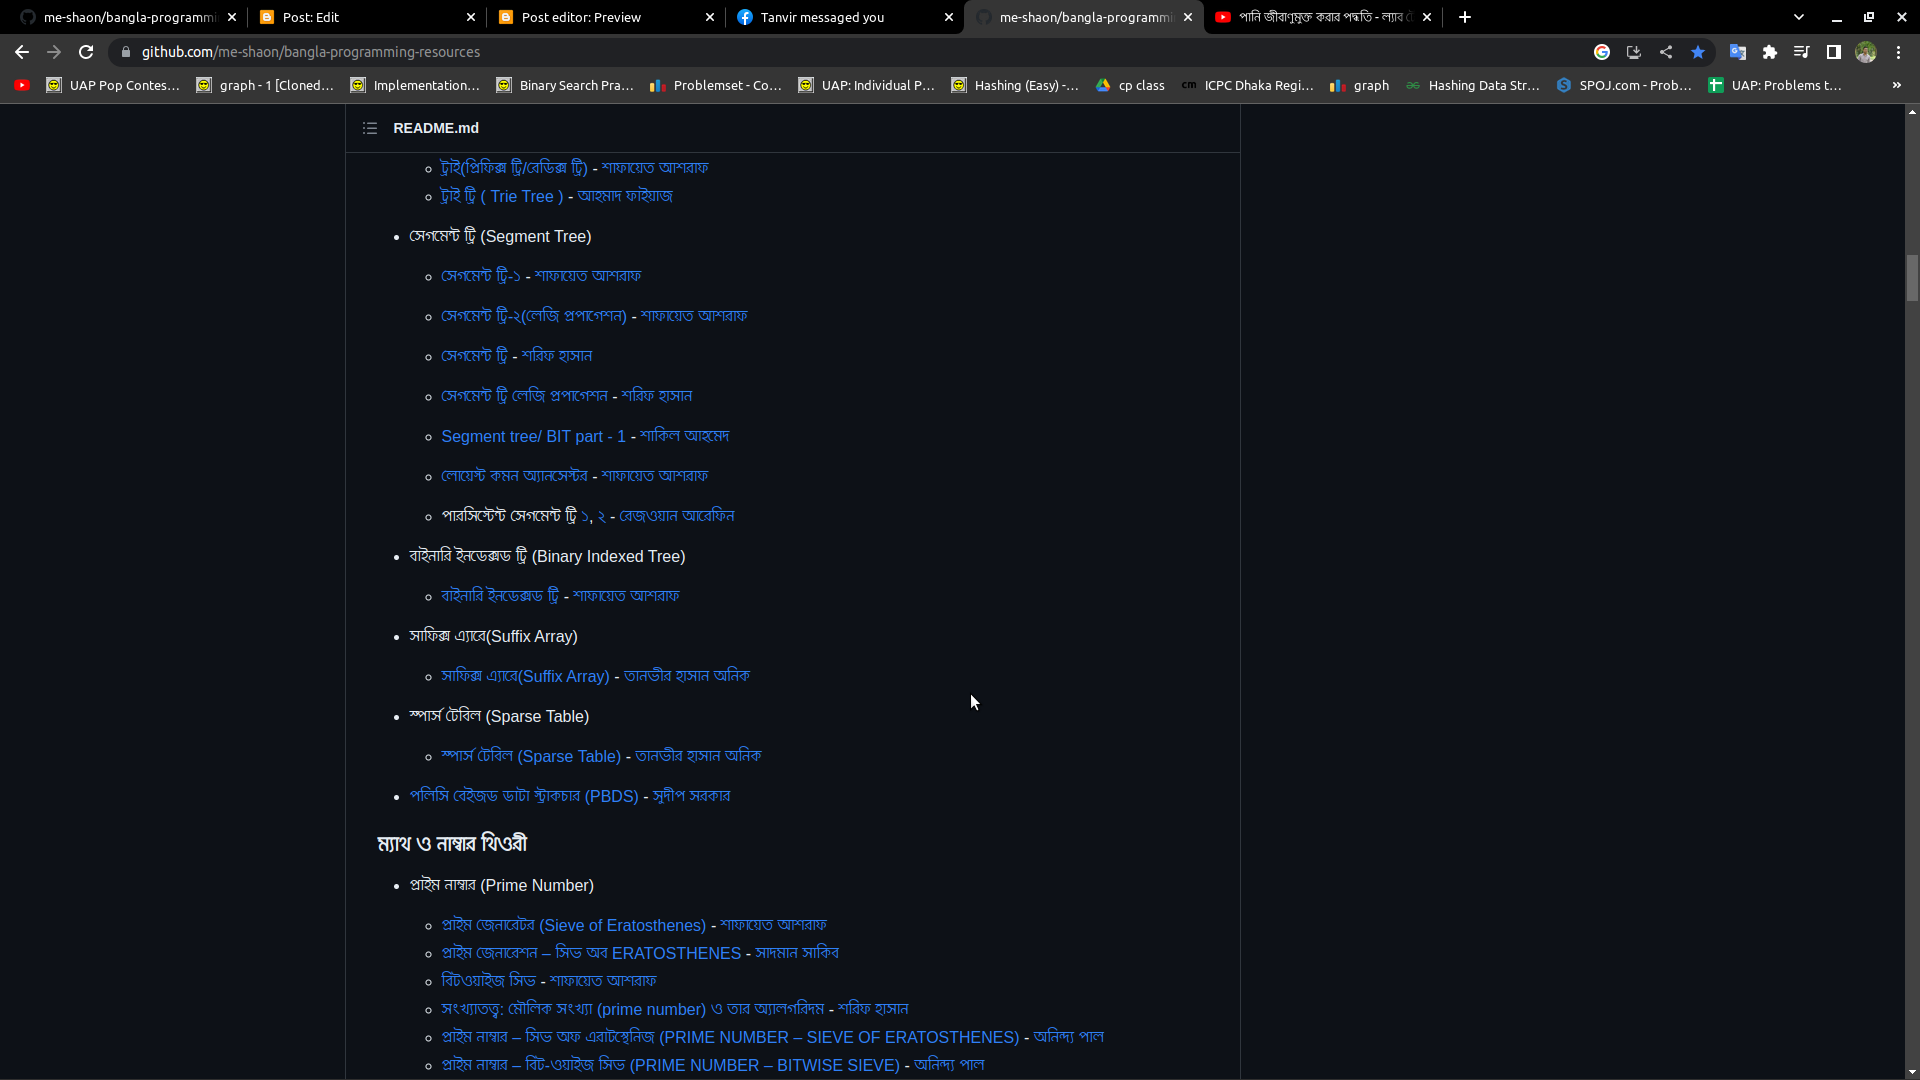 me-shaon/bangla-programmi
Post: Edit
Post editor: Preview
Tanvir messaged you
me-shaon/bangla-programmi
পানি জীবাণুমুক্ত করার পদ্ধতি - ল্যাব
github.com/me-shaon/bangla-programming-resources
UAP Pop Contes...
graph - 1 [Cloned...
Implementation...
Binary Search Pra...
Problemset - Co...
UAP: Individual P...
Hashing (Easy) -...
cp class
ICPC Dhaka Regi...
graph
Hashing Data Str...
SPOJ.com - Prob...
UAP: Problems t...
README.md
ট্রাই(প্রিফিক্স ট্রি/রেডিক্স ট্রি) - শাফায়েত আশরাফ
ট্রাই ট্রি ( Trie Tree ) - আহমাদ ফাইয়াজ
সেগমেন্ট ট্রি (Segment Tree)
সেগমেন্ট ট্রি-১ - শাফায়েত আশরাফ
সেগমেন্ট ট্রি-২(লেজি প্রপাগেশন) - শাফায়েত আশরাফ
সেগমেন্ট ট্রি - শরিফ হাসান
সেগমেন্ট ট্রি লেজি প্রপাগেশন - শরিফ হাসান
Segment tree/ BIT part - 1 - শাকিল আহমেদ
লোয়েস্ট কমন অ্যানসেস্টর - শাফায়েত আশরাফ
পারসিস্টেন্ট সেগমেন্ট ট্রি ১, ২ - রেজওয়ান আরেফিন
বাইনারি ইনডেক্সড ট্রি (Binary Indexed Tree)
বাইনারি ইনডেক্সড ট্রি - শাফায়েত আশরাফ
সাফিক্স এ্যারে(Suffix Array)
সাফিক্স এ্যারে(Suffix Array) - তানভীর হাসান অনিক
স্পার্স টেবিল (Sparse Table)
স্পার্স টেবিল (Sparse Table) - তানভীর হাসান অনিক
পলিসি বেইজড ডাটা স্ট্রাকচার (PBDS) - সুদীপ সরকার
ম্যাথ ও নাম্বার থিওরী
প্রাইম নাম্বার (Prime Number)
প্রাইম জেনারেটর (Sieve of Eratosthenes) - শাফায়েত আশরাফ
প্রাইম জেনারেশন – সিভ অব ERATOSTHENES - সাদমান সাকিব
বিটওয়াইজ সিভ - শাফায়েত আশরাফ
সংখ্যাতত্ত্ব: মৌলিক সংখ্যা (prime number) ও তার অ্যালগরিদম - শরিফ হাসান
প্রাইম নাম্বার – সিভ অফ এরাটস্থেনিজ (PRIME NUMBER – SIEVE OF ERATOSTHENES) - অনিন্দ্য পাল
প্রাইম নাম্বার – বিট-ওয়াইজ সিভ (PRIME NUMBER – BITWISE SIEVE) - অনিন্দ্য পাল